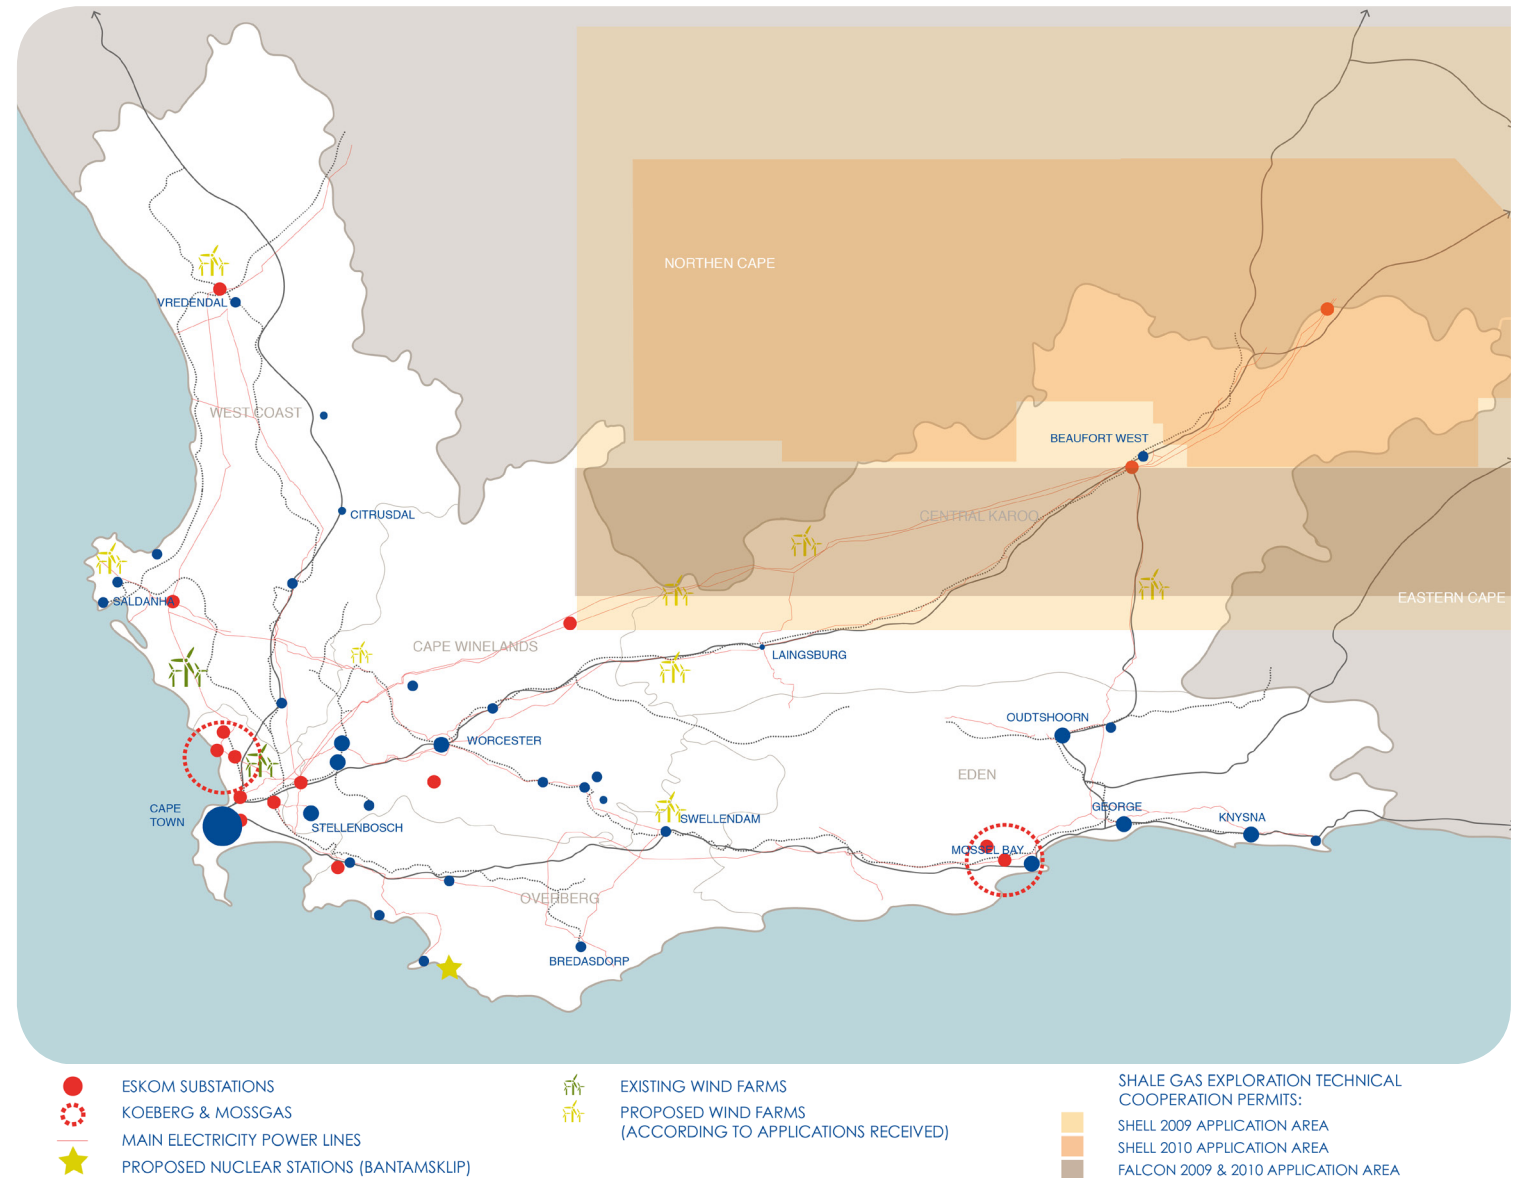 NORTHEN CAPE
VREDENDAL
WEST COAST
BEAUFORT WEST
CITRUSDAL
CENTRAL KAROO
SALDANHA
EASTERN CAPE
CAPE WINELANDS
LAINGSBURG
OUDTSHOORN
WORCESTER
EDEN
CAPE
TOWN
GEORGE
KNYSNA
SWELLENDAM
STELLENBOSCH
MOSSEL BAY
OVERBERG
BREDASDORP
ESKOM SUBSTATIONS
KOEBERG & MOSSGAS
MAIN ELECTRICITY POWER LINES
PROPOSED NUCLEAR STATIONS (BANTAMSKLIP)
EXISTING WIND FARMS
PROPOSED WIND FARMS
(ACCORDING TO APPLICATIONS RECEIVED)
SHALE GAS EXPLORATION TECHNICAL
COOPERATION PERMITS:
SHELL 2009 APPLICATION AREA
SHELL 2010 APPLICATION AREA
FALCON 2009 & 2010 APPLICATION AREA